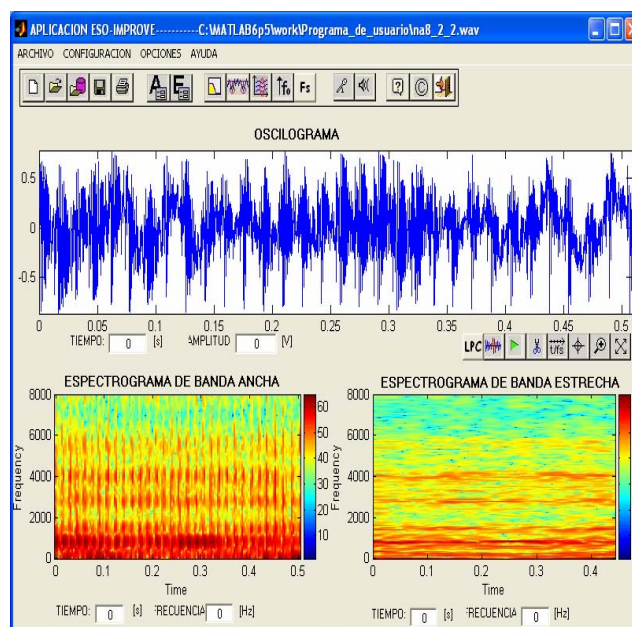 APLICACION ESO-IMPROVE----------C:\MATLAB6p5\work\Programa_de_usuario\na8_2_2.wav
ARCHIVO CONFIGURACION OPCIONES AYUDA
A E fo Fs ? ©
OSCILOGRAMA
0.5
0
-0.5
0 0.05 0.1 0.15 0.2 0.25 0.3 0.35 0.4 0.45 0.5
TIEMPO: 0 [s] AMPLITUD 0 [V]
LPC t/fs
ESPECTROGRAMA DE BANDA ANCHA
8000
6000
4000
2000
0
Frequency
0 0.1 0.2 0.3 0.4 0.5
Time
60
50
40
30
20
10
TIEMPO: 0 [s] FRECUENCIA 0 [Hz]
ESPECTROGRAMA DE BANDA ESTRECHA
8000
6000
4000
2000
0
Frequency
0 0.1 0.2 0.3 0.4
Time
TIEMPO: 0 [s] FRECUENCIA 0 [Hz]